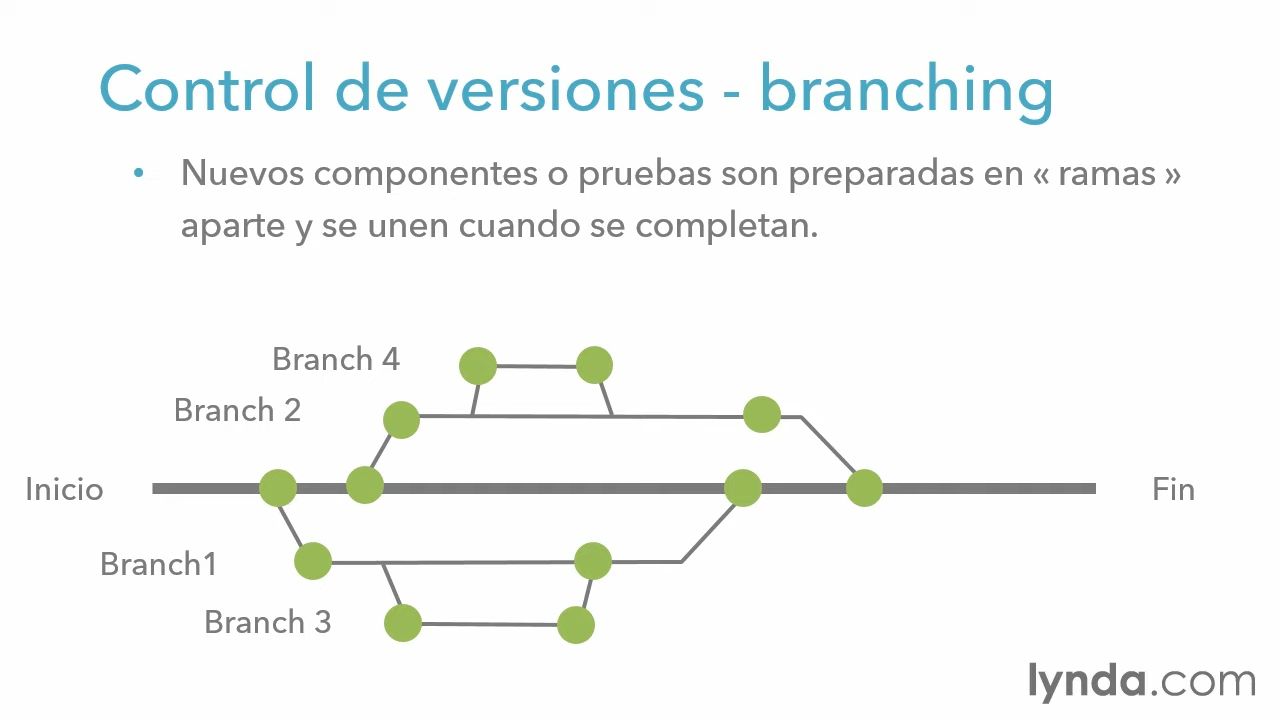 Control de versiones - branching
• Nuevos componentes o pruebas son preparadas en « ramas »
aparte y se unen cuando se completan.
Branch 4
Branch 2
Inicio
Fin
Branch1
Branch 3
lynda.com